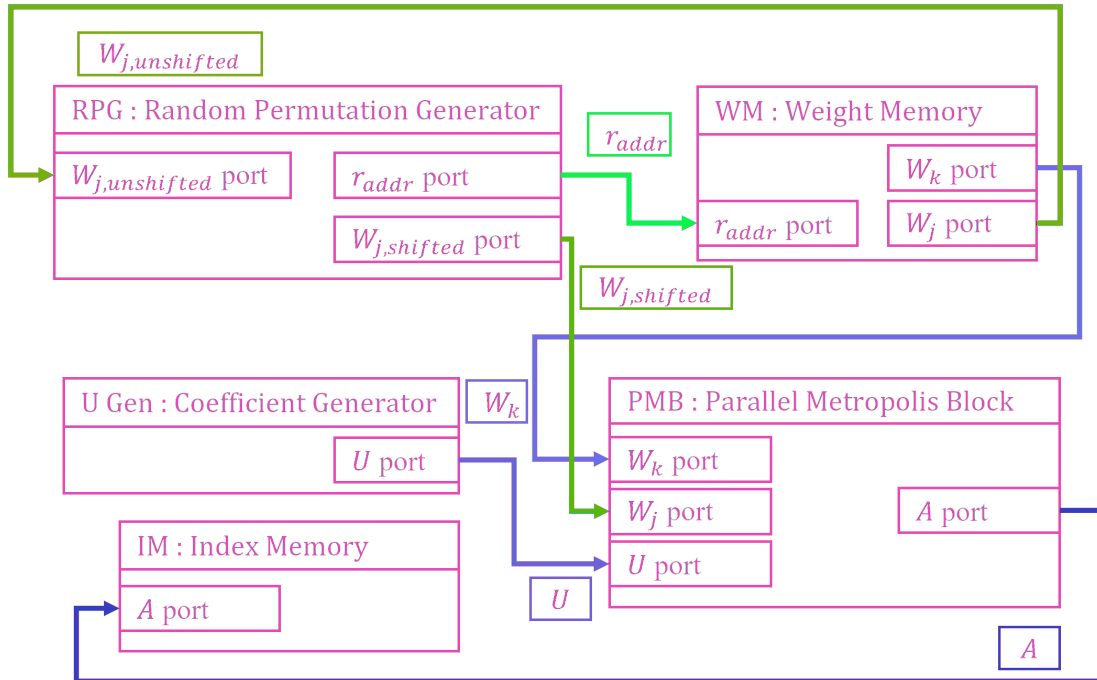 $W_{j,unshifted}$
RPG : Random Permutation Generator
$W_{j,unshifted}$ port
$r_{addr}$ port
$W_{j,shifted}$ port
$r_{addr}$
WM : Weight Memory
$W_k$ port
$r_{addr}$ port
$W_j$ port
$W_{j,shifted}$
U Gen : Coefficient Generator
$U$ port
$W_k$
PMB : Parallel Metropolis Block
$W_k$ port
$W_j$ port
$A$ port
$U$ port
IM : Index Memory
$A$ port
$U$
$A$